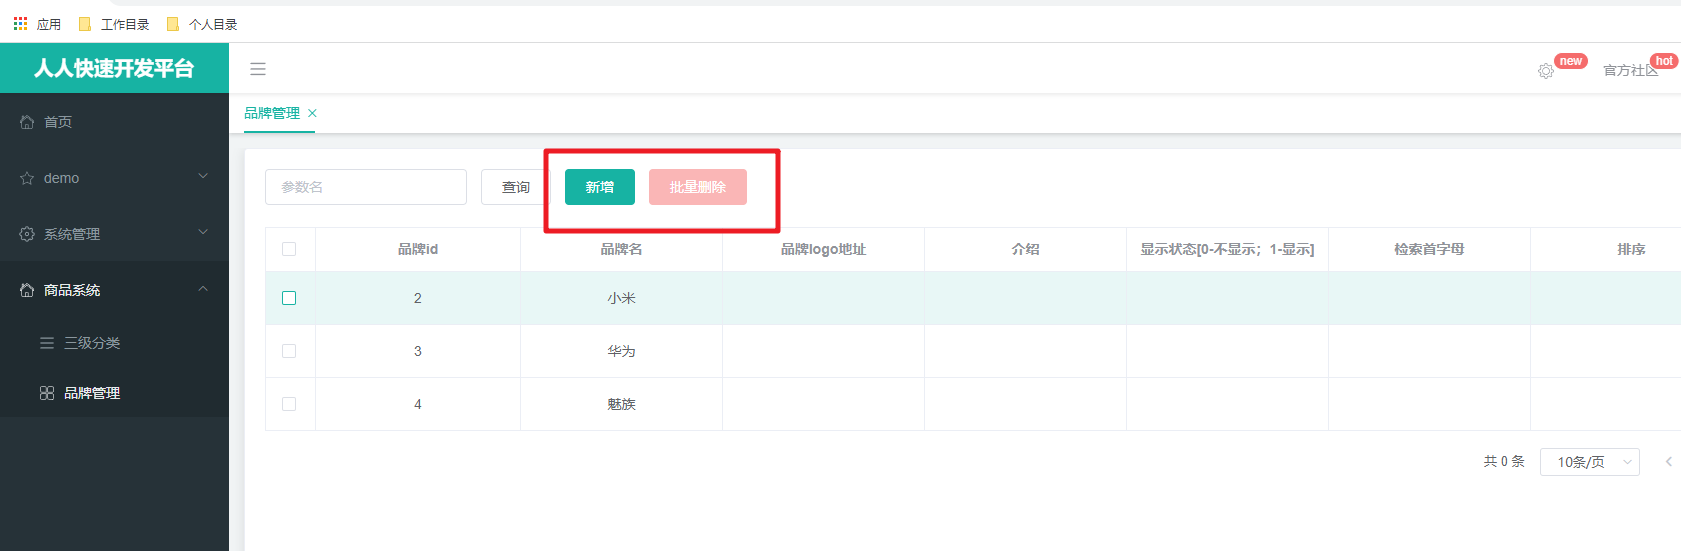 应用 工作目录 个人目录
人人快速开发平台
new
官方社区 hot
品牌管理
首页
demo
系统管理
商品系统
三级分类
品牌管理
参数名 查询 新增 批量删除
品牌id 品牌名 品牌logo地址 介绍 显示状态[0-不显示；1-显示] 检索首字母 排序
2 小米
3 华为
4 魅族
共 0 条 10条/页